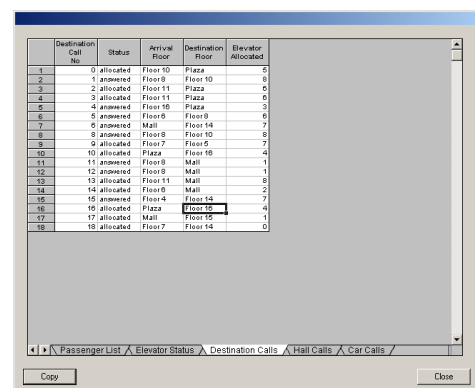 Destination Call No Status Arrival Floor Destination Floor Elevator Allocated
1 0 allocated Floor 10 Plaza 5
2 1 answered Floor 8 Floor 10 8
3 2 allocated Floor 11 Plaza 6
4 3 allocated Floor 11 Plaza 6
5 4 answered Floor 16 Plaza 3
6 5 answered Floor 6 Floor 8 6
7 6 answered Mall Floor 14 7
8 8 answered Floor 8 Floor 10 8
9 9 allocated Floor 7 Floor 5 7
10 10 allocated Plaza Floor 16 4
11 11 answered Floor 8 Mall 1
12 12 answered Floor 8 Mall 1
13 13 allocated Floor 11 Mall 8
14 14 allocated Floor 6 Mall 2
15 15 answered Floor 4 Floor 14 7
16 16 allocated Plaza Floor 16 4
17 17 allocated Mall Floor 15 1
18 18 allocated Floor 7 Floor 14 0
Passenger List Elevator Status Destination Calls Hall Calls Car Calls
Copy Close